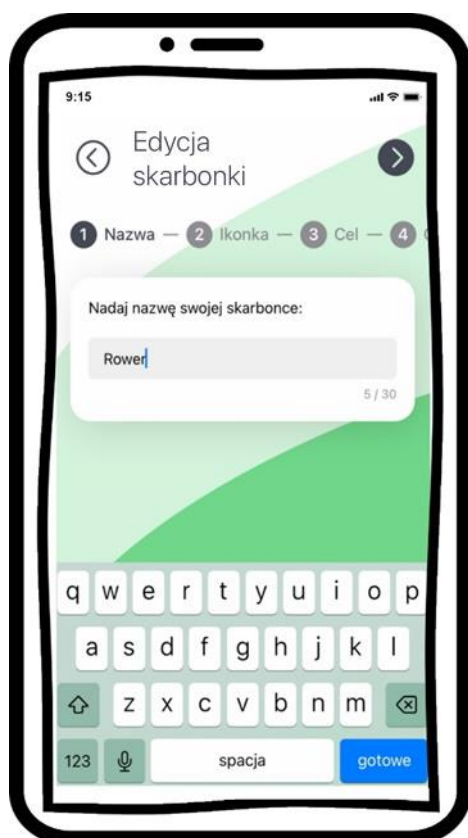 9:15
Edycja
skarbonki
1 Nazwa — 2 Ikonka — 3 Cel — 4
Nadaj nazwę swojej skarbonce:
Rower
5 / 30
q w e r t y u i o p
a s d f g h j k l
z x c v b n m
123 spacja gotowe